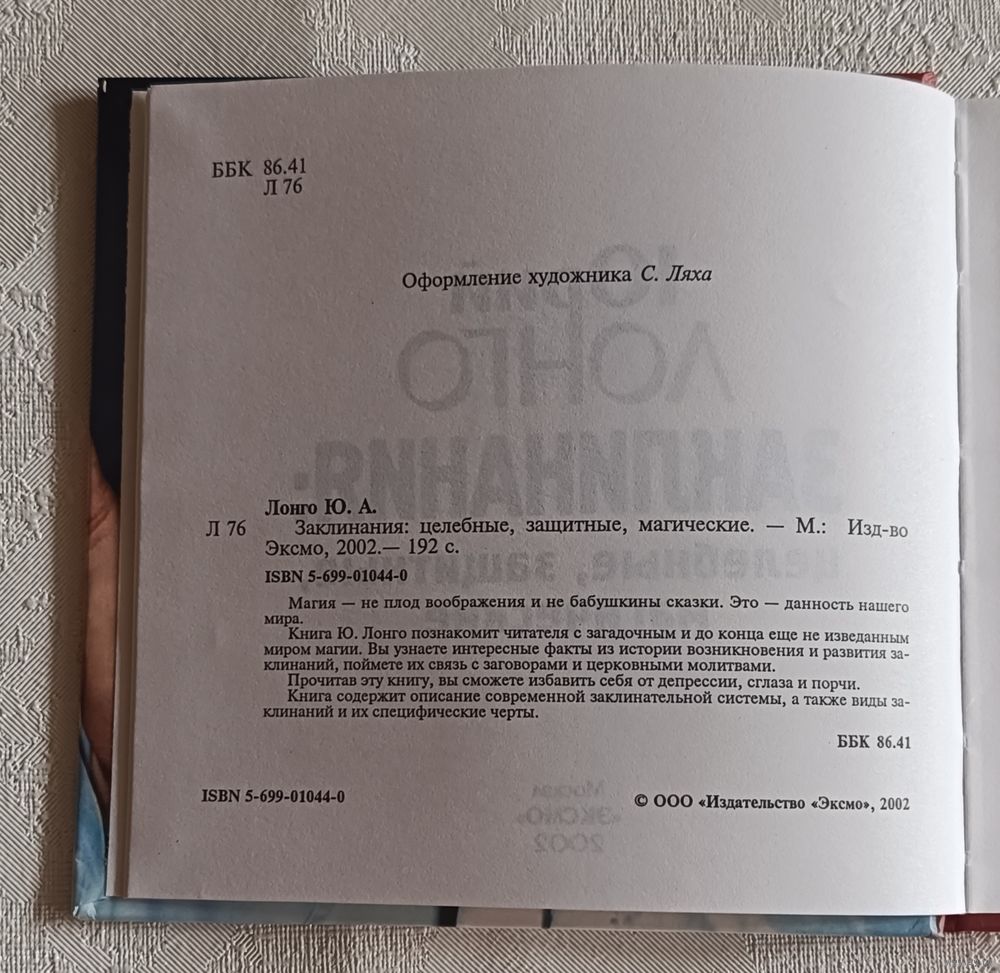 ББК 86.41
Л 76
Оформление художника С. Ляха
Лонго Ю. А.
Л 76 Заклинания: целебные, защитные, магические. — М.: Изд-во
Эксмо, 2002.— 192 с.
ISBN 5-699-01044-0
Магия — не плод воображения и не бабушкины сказки. Это — данность нашего
мира.
Книга Ю. Лонго познакомит читателя с загадочным и до конца еще не изведанным
миром магии. Вы узнаете интересные факты из истории возникновения и развития за-
клинаний, поймете их связь с заговорами и церковными молитвами.
Прочитав эту книгу, вы сможете избавить себя от депрессии, сглаза и порчи.
Книга содержит описание современной заклинательной системы, а также виды за-
клинаний и их специфические черты.
ББК 86.41
ISBN 5-699-01044-0
© ООО «Издательство «Эксмо», 2002